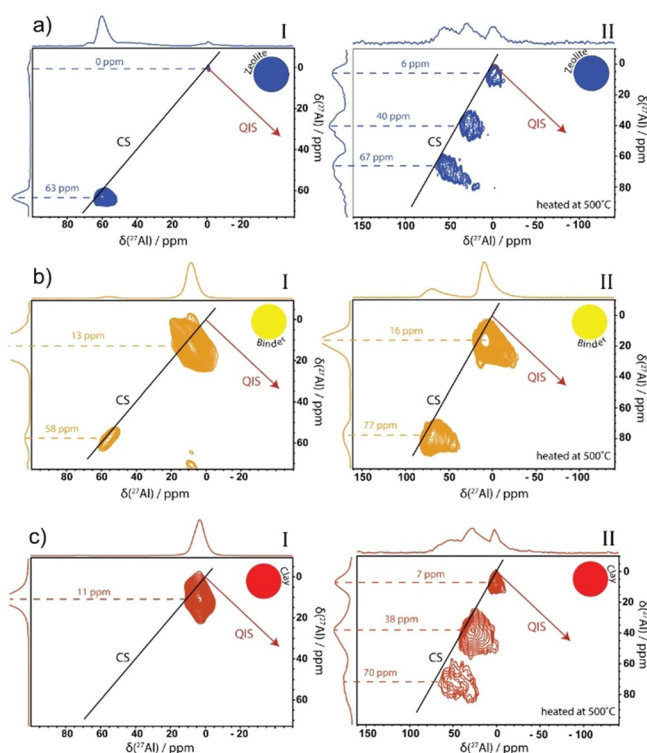 a)
I
II
0 ppm
Zeolite
0
20
40
60
CS
QIS
63 ppm
80 60 40 20 0 -20 -40
δ(²⁷Al) / ppm
δ(²⁷Al) / ppm
6 ppm
Zeolite
0
20
40
60
80
40 ppm
CS
QIS
67 ppm
heated at 500°C
150 100 50 0 -50 -100
δ(²⁷Al) / ppm
δ(²⁷Al) / ppm
b)
I
II
13 ppm
Binder
0
20
40
60
CS
QIS
58 ppm
80 60 40 20 0 -20 -40
δ(²⁷Al) / ppm
δ(²⁷Al) / ppm
16 ppm
Binder
0
20
40
60
80
CS
QIS
77 ppm
heated at 500°C
150 100 50 0 -50 -100
δ(²⁷Al) / ppm
δ(²⁷Al) / ppm
c)
I
II
11 ppm
Clay
0
20
40
60
CS
QIS
80 60 40 20 0 -20 -40
δ(²⁷Al) / ppm
δ(²⁷Al) / ppm
7 ppm
Clay
0
20
40
60
80
38 ppm
CS
QIS
70 ppm
heated at 500°C
160 100 50 0 -50 -100
δ(²⁷Al) / ppm
δ(²⁷Al) / ppm